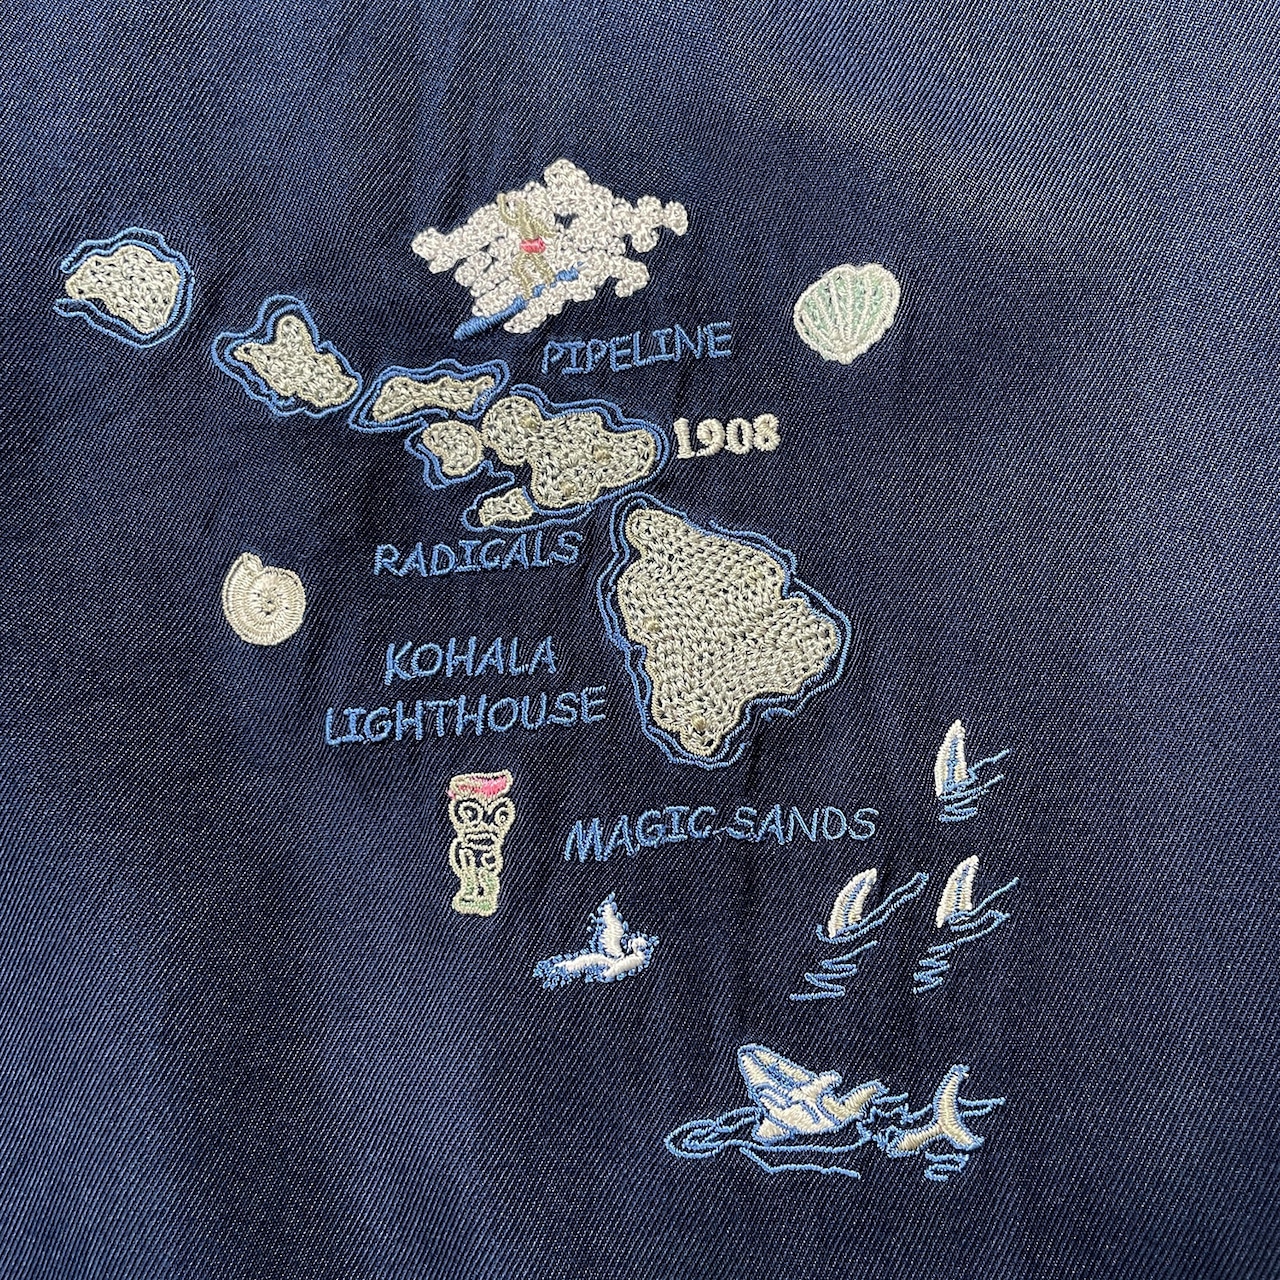 PIPELINE
1908
RADICALS
KOHALA
LIGHTHOUSE
MAGIC SANDS